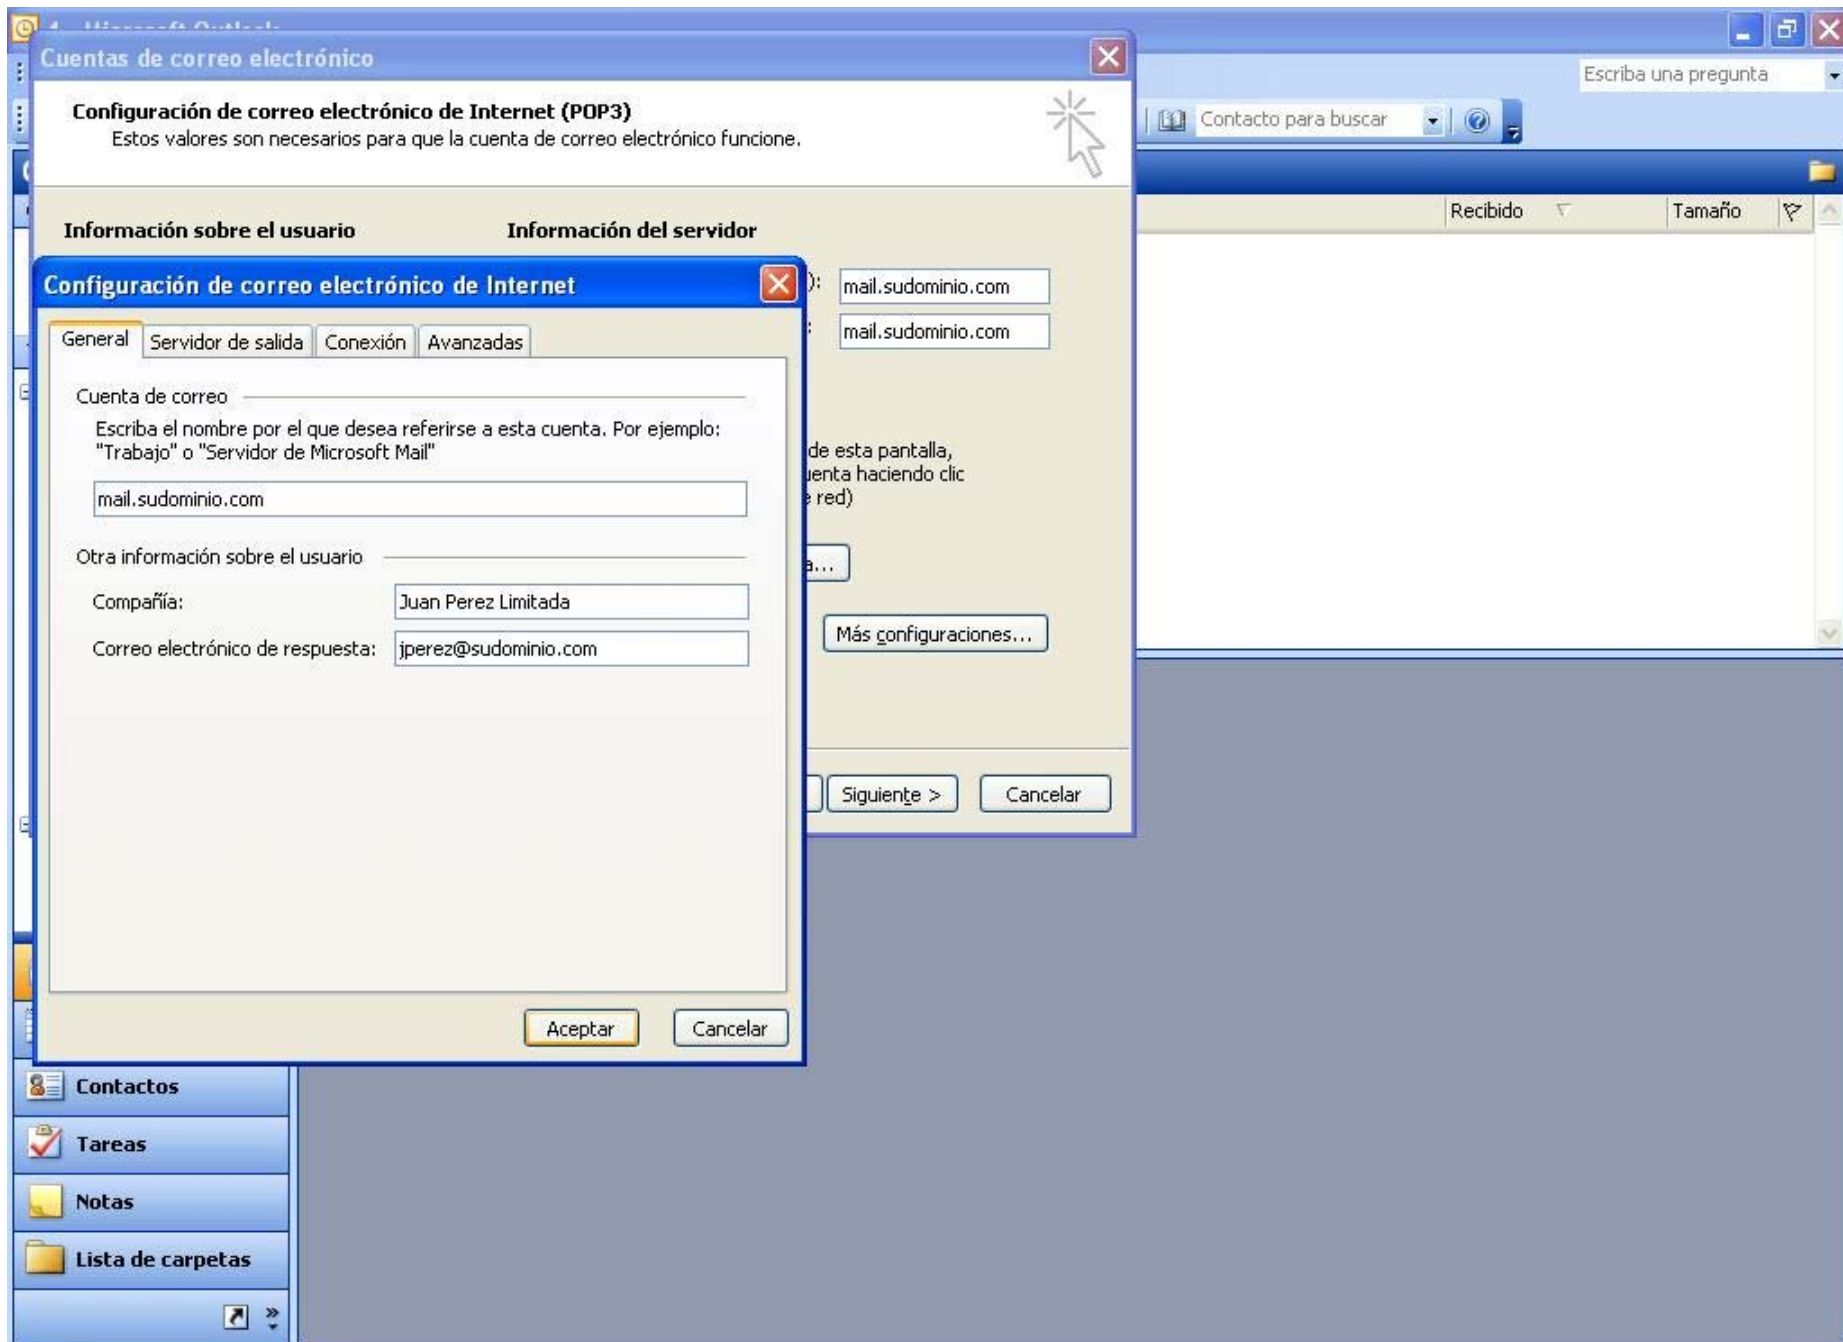 Microsoft Outlook
Cuentas de correo electrónico
Escriba una pregunta
Configuración de correo electrónico de Internet (POP3)
Estos valores son necesarios para que la cuenta de correo electrónico funcione.
Contacto para buscar
Recibido
Tamaño
Información sobre el usuario
Información del servidor
Configuración de correo electrónico de Internet
):
mail.sudominio.com
:
mail.sudominio.com
General
Servidor de salida
Conexión
Avanzadas
Cuenta de correo
Escriba el nombre por el que desea referirse a esta cuenta. Por ejemplo:
"Trabajo" o "Servidor de Microsoft Mail"
mail.sudominio.com
de esta pantalla,
uenta haciendo clic
e red)
Otra información sobre el usuario
a...
Compañía:
Juan Perez Limitada
Correo electrónico de respuesta:
jperez@sudominio.com
Más configuraciones...
Siguiente >
Cancelar
Aceptar
Cancelar
Contactos
Tareas
Notas
Lista de carpetas